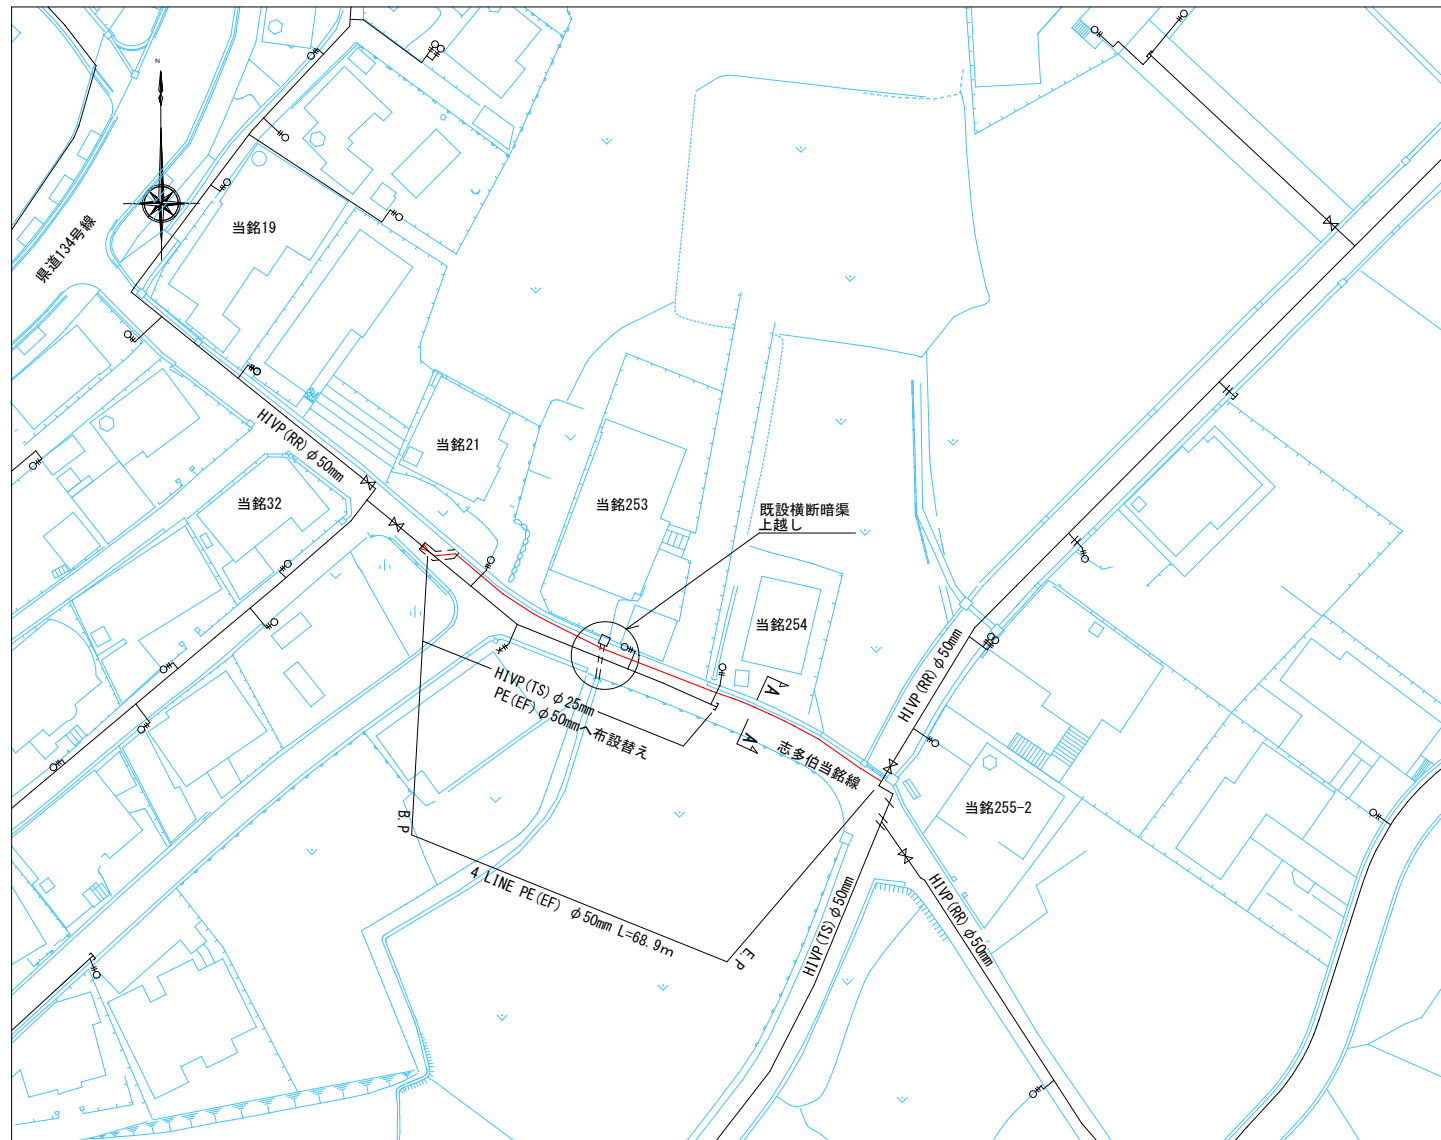 N
県道134号線
当銘19
HIVP(RR)φ50mm
当銘21
当銘32
当銘253
既設横断暗渠
上越し
当銘254
HIVP(TS)φ25mm
PE(EF)φ50mmへ布設替え
A
A
志多伯当銘線
HIVP(RR)φ50mm
当銘255-2
B.P
4 LINE PE(EF) φ50mm L=68.9m
E.P
HIVP(TS)φ50mm
HIVP(RR)φ50mm